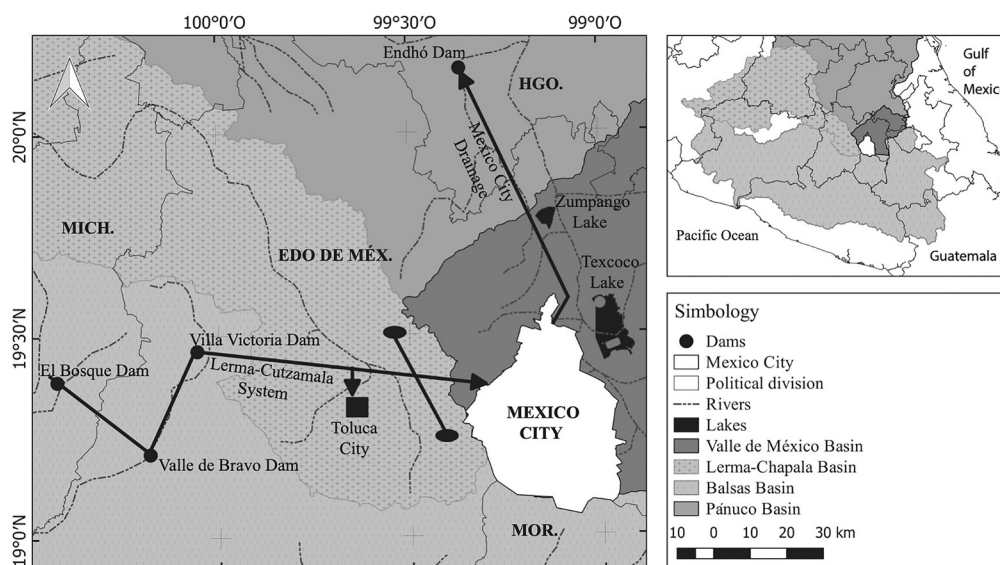 100°0'O
99°30'O
99°0'O
20°0'N
19°30'N
19°0'N
Endhó Dam
HGO.
Mexico City
Drainage
Zumpango
Lake
MICH.
EDO DE MÉX.
Texcoco
Lake
Villa Victoria Dam
El Bosque Dam
Lerma-Cutzamala
System
Toluca
City
MEXICO
CITY
Valle de Bravo Dam
MOR.
Gulf
of
Mexico
Pacific Ocean
Guatemala
Simbology
Dams
Mexico City
Political division
Rivers
Lakes
Valle de México Basin
Lerma-Chapala Basin
Balsas Basin
Pánuco Basin
10 0 10 20 30 km